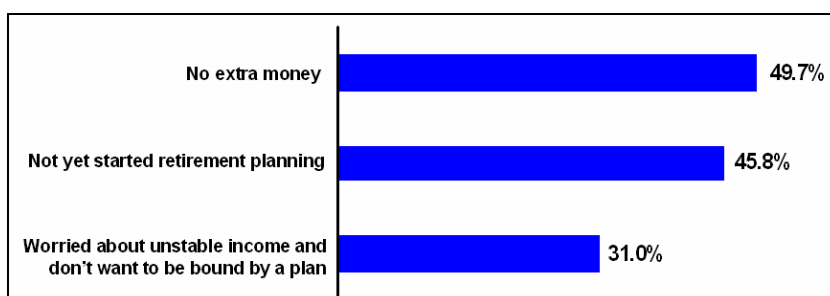 No extra money 49.7%
Not yet started retirement planning 45.8%
Worried about unstable income and
don't want to be bound by a plan 31.0%